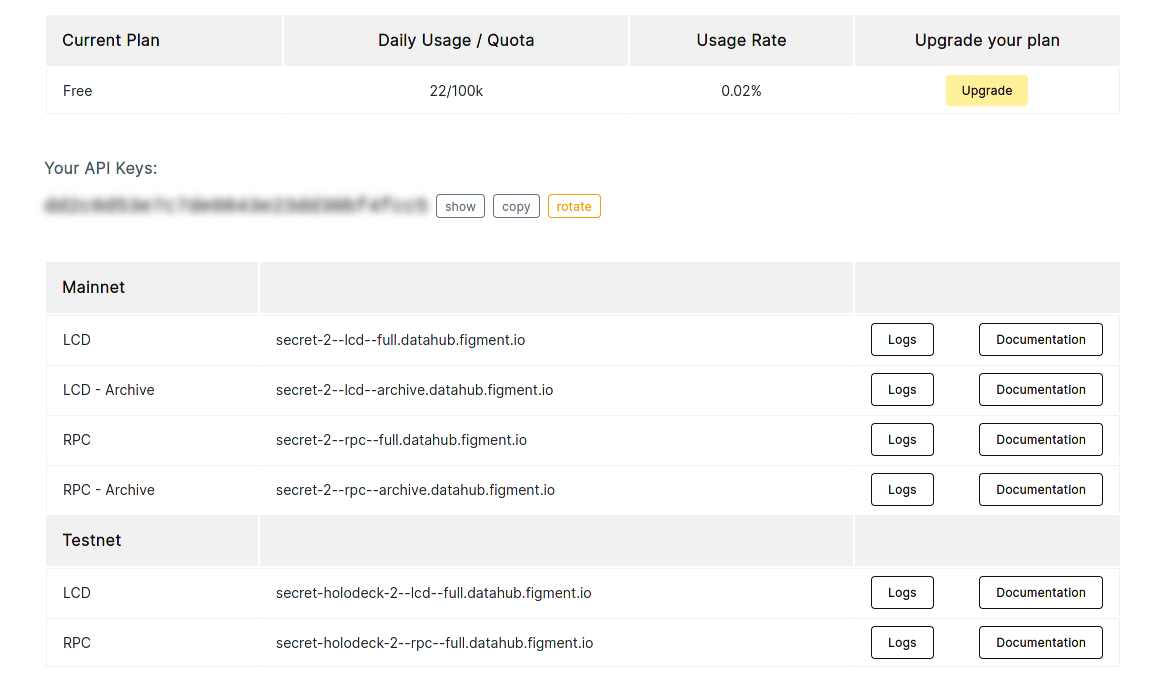 Current Plan Daily Usage / Quota Usage Rate Upgrade your plan
Free 22/100k 0.02% Upgrade
Your API Keys:
show copy rotate
Mainnet
LCD secret-2--lcd--full.datahub.figment.io Logs Documentation
LCD - Archive secret-2--lcd--archive.datahub.figment.io Logs Documentation
RPC secret-2--rpc--full.datahub.figment.io Logs Documentation
RPC - Archive secret-2--rpc--archive.datahub.figment.io Logs Documentation
Testnet
LCD secret-holodeck-2--lcd--full.datahub.figment.io Logs Documentation
RPC secret-holodeck-2--rpc--full.datahub.figment.io Logs Documentation